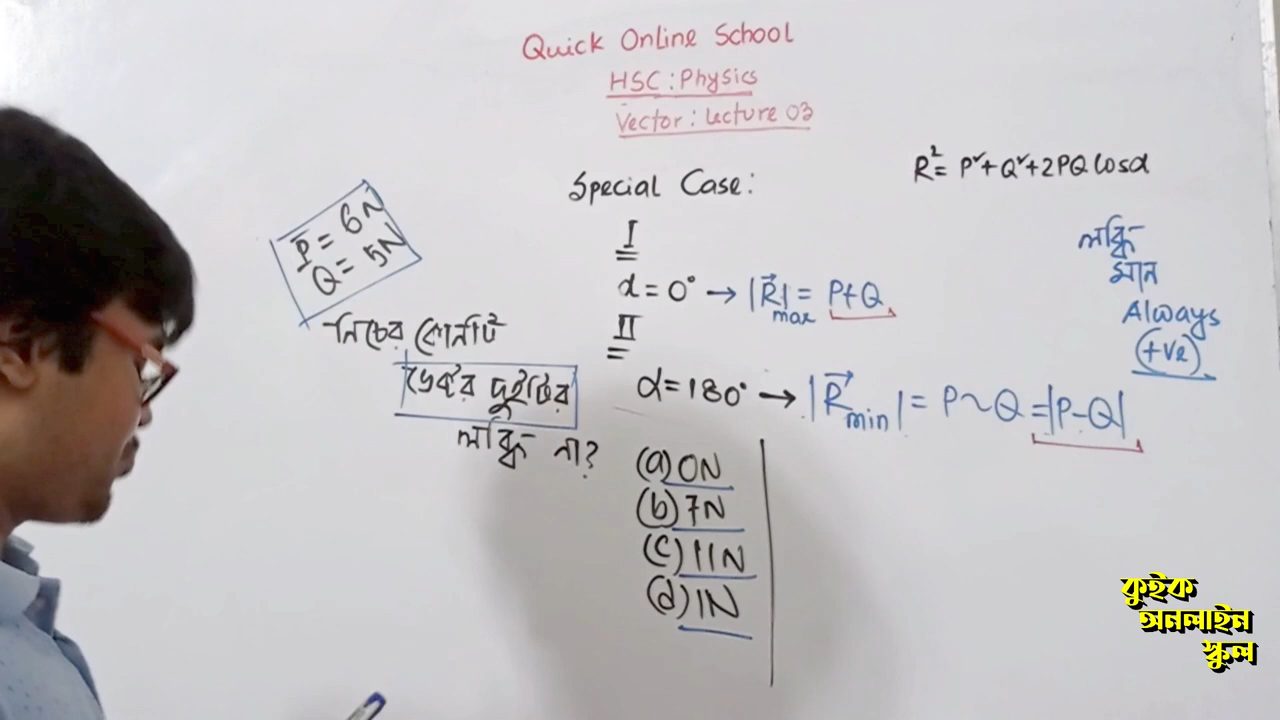 Quick Online School
HSC : Physics
Vector : Lecture 03
R² = P² + Q² + 2PQ Cosα
Special Case :
P = 6N
Q = 5N
I
α = 0° → |R⃗|max = P+Q
II
α = 180° → |R⃗min| = P~Q = |P-Q|
লব্ধি
মান
Always
(+ve)
নিচের কোনটি
ভেক্টর দুইটির
লব্ধি না?
(a) 0N
(b) 7N
(c) 11N
(d) 1N
কুইক
অনলাইন
স্কুল